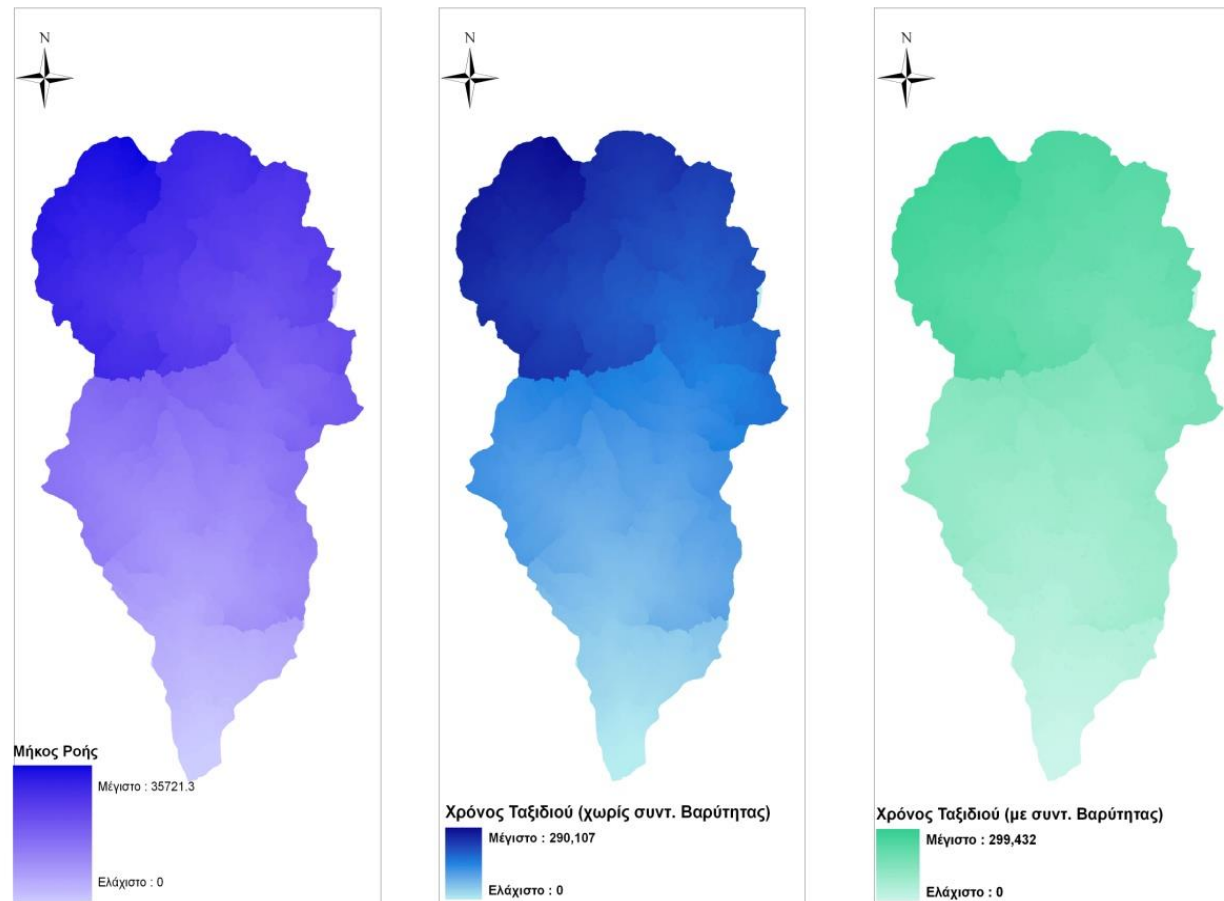 N
N
N
Μήκος Ροής
Μέγιστο : 35721.3
Ελάχιστο : 0
Χρόνος Ταξιδιού (χωρίς συντ. Βαρύτητας)
Μέγιστο : 290,107
Ελάχιστο : 0
Χρόνος Ταξιδιού (με συντ. Βαρύτητας)
Μέγιστο : 299,432
Ελάχιστο : 0